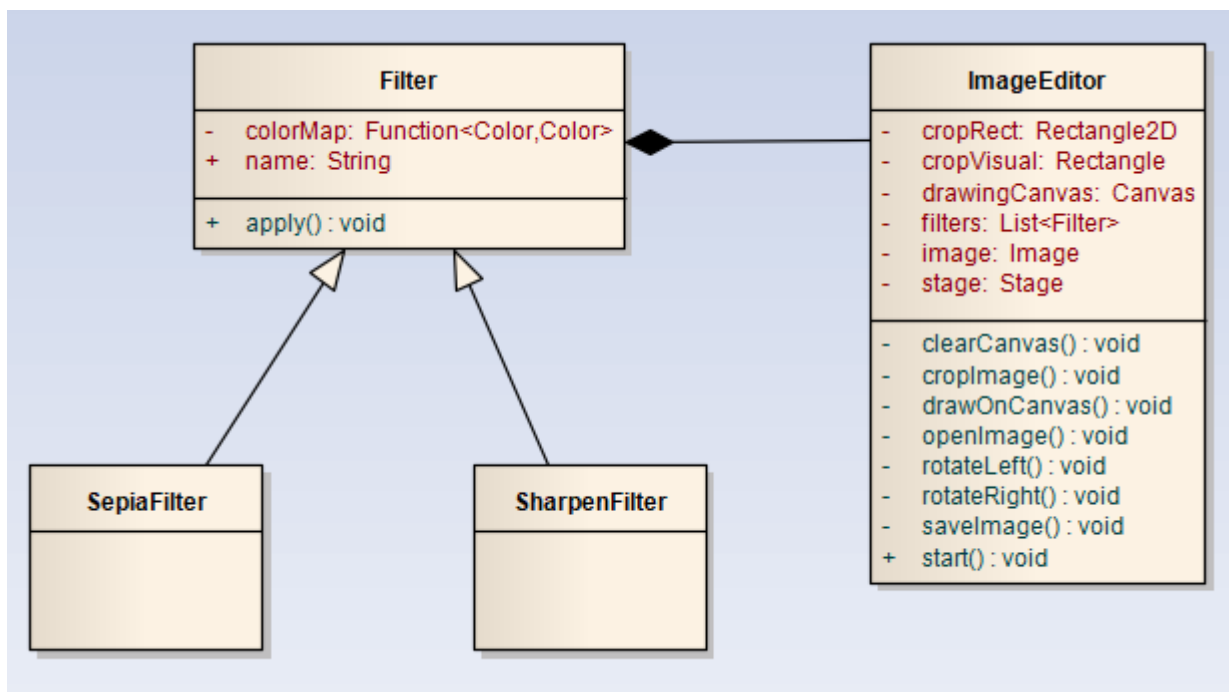 Filter
- colorMap: Function<Color,Color>
+ name: String
+ apply() : void
ImageEditor
- cropRect: Rectangle2D
- cropVisual: Rectangle
- drawingCanvas: Canvas
- filters: List<Filter>
- image: Image
- stage: Stage
- clearCanvas() : void
- cropImage() : void
- drawOnCanvas() : void
- openImage() : void
- rotateLeft() : void
- rotateRight() : void
- saveImage() : void
+ start() : void
SepiaFilter
SharpenFilter